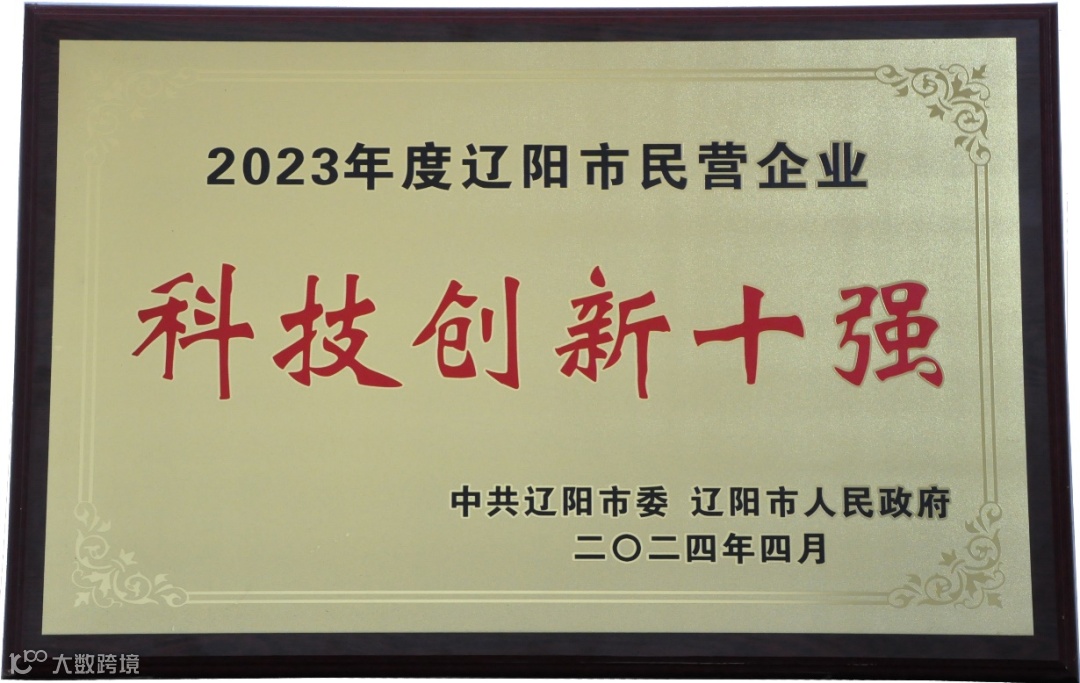 2023年度辽阳市民营企业
科技创新十强
中共辽阳市委 辽阳市人民政府
二〇二四年四月
大数跨境